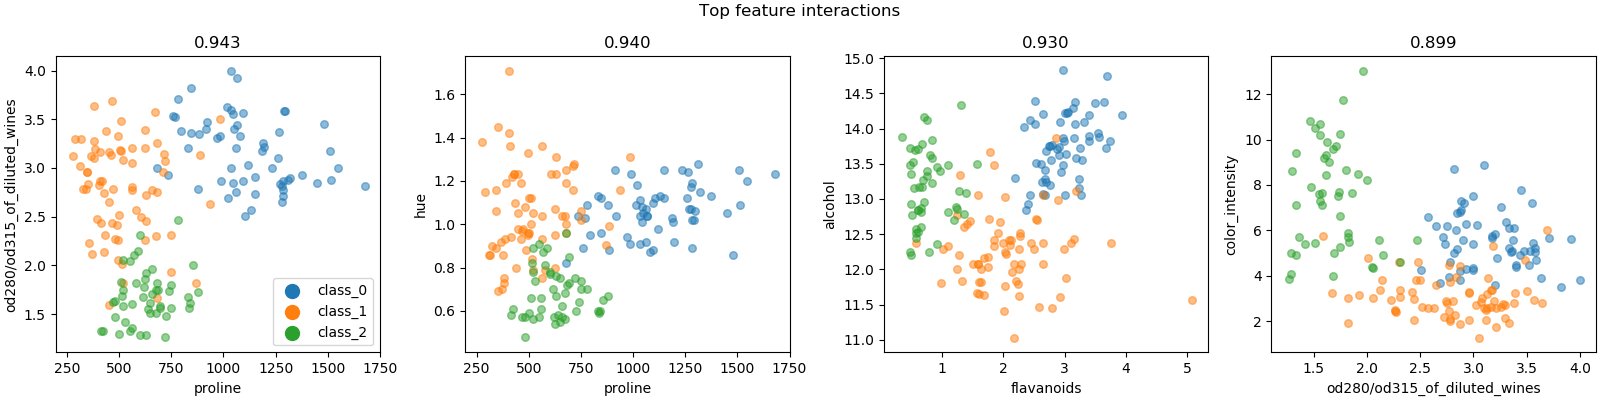 Top feature interactions
0.943
od280/od315_of_diluted_wines
4.0
3.5
3.0
2.5
2.0
1.5
class_0
class_1
class_2
250 500 750 1000 1250 1500 1750
proline
0.940
hue
1.6
1.4
1.2
1.0
0.8
0.6
250 500 750 1000 1250 1500 1750
proline
0.930
alcohol
15.0
14.5
14.0
13.5
13.0
12.5
12.0
11.5
11.0
1 2 3 4 5
flavanoids
0.899
color_intensity
12
10
8
6
4
2
1.5 2.0 2.5 3.0 3.5 4.0
od280/od315_of_diluted_wines